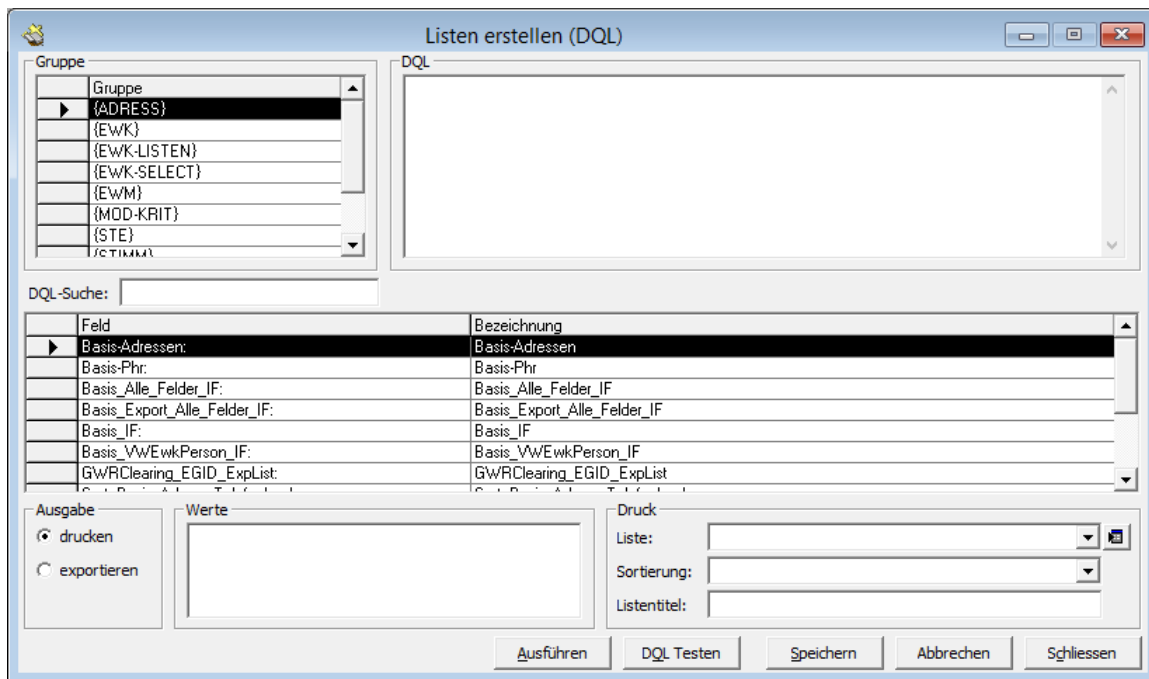 Listen erstellen (DQL)
Gruppe
DQL
Gruppe
{ADRESS}
{EWK}
{EWK-LISTEN}
{EWK-SELECT}
{EWM}
{MOD-KRIT}
{STE}
{STIMM}
DQL-Suche:
Feld Bezeichnung
Basis-Adressen: Basis-Adressen
Basis-Phr: Basis-Phr
Basis_Alle_Felder_IF: Basis_Alle_Felder_IF
Basis_Export_Alle_Felder_IF: Basis_Export_Alle_Felder_IF
Basis_IF: Basis_IF
Basis_VWEwkPerson_IF: Basis_VWEwkPerson_IF
GWRClearing_EGID_ExpList: GWRClearing_EGID_ExpList
Ausgabe
drucken
exportieren
Werte
Druck
Liste:
Sortierung:
Listentitel:
Ausführen DQL Testen Speichern Abbrechen Schliessen